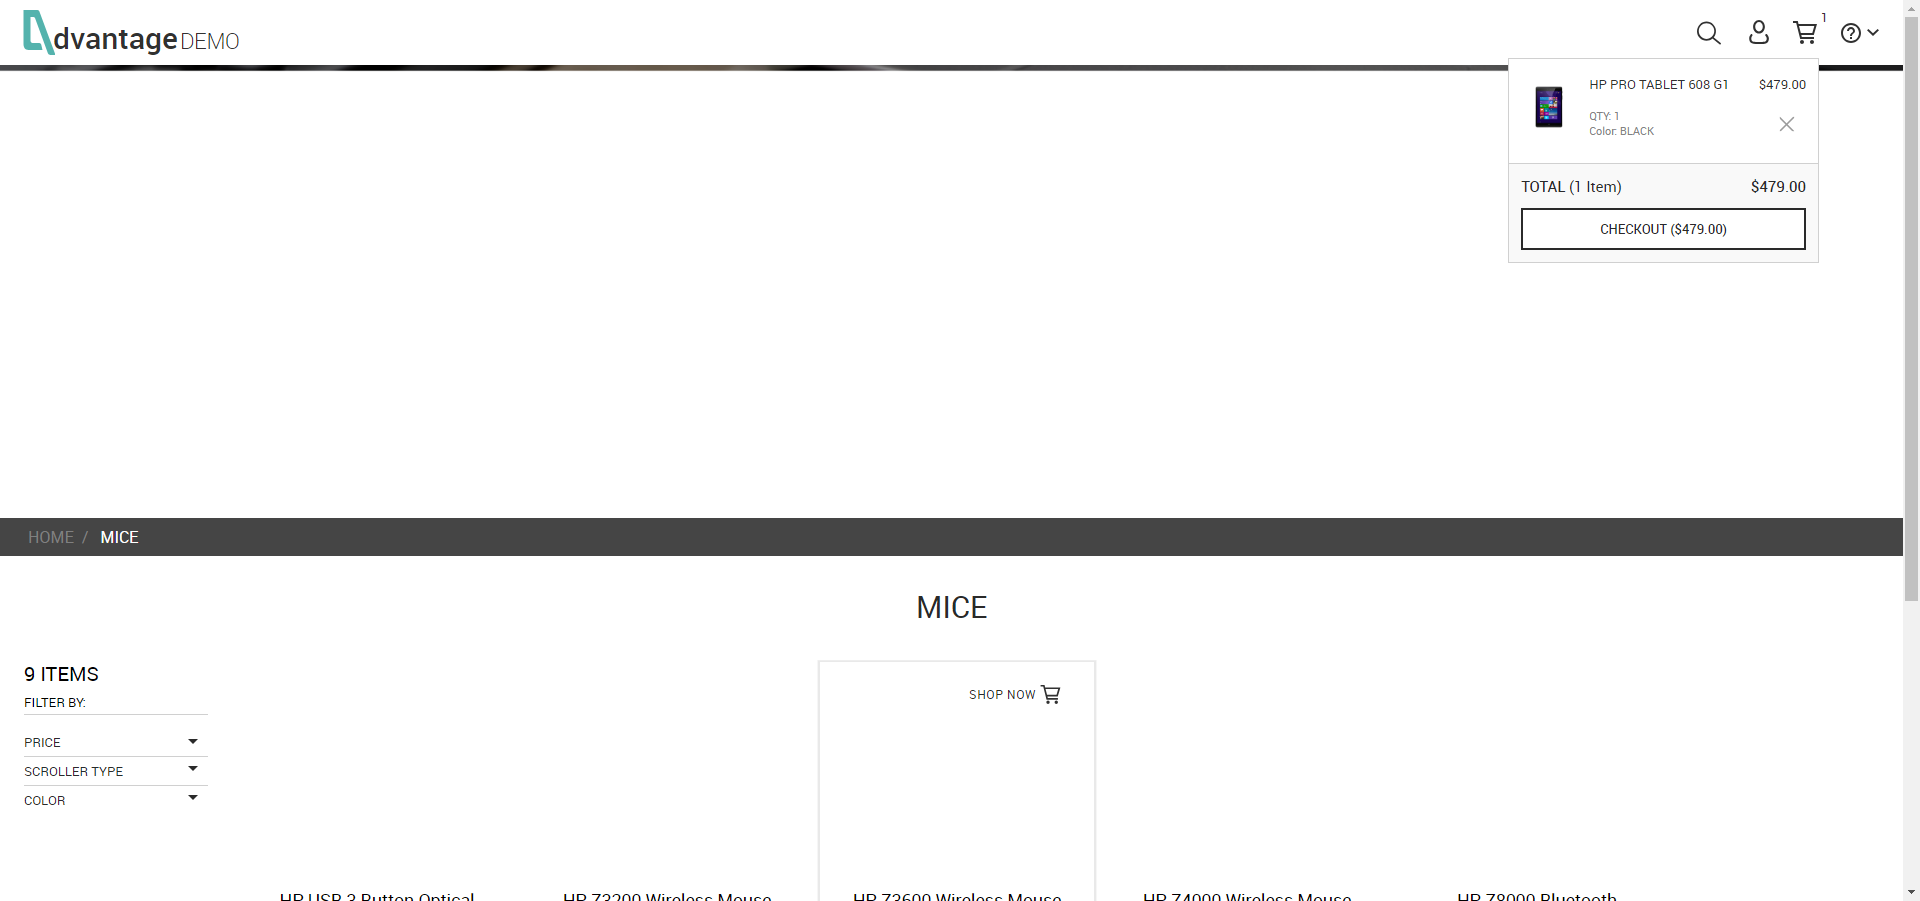 dvantage DEMO
1
HP PRO TABLET 608 G1 $479.00
QTY: 1
Color: BLACK
TOTAL (1 Item) $479.00
CHECKOUT ($479.00)
HOME / MICE
MICE
9 ITEMS
FILTER BY:
PRICE
SCROLLER TYPE
COLOR
SHOP NOW
HP USB 3 Button Optical
HP Z3200 Wireless Mouse
HP Z3600 Wireless Mouse
HP Z4000 Wireless Mouse
HP Z8000 Bluetooth